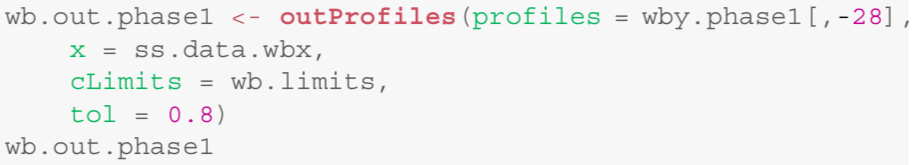 wb.out.phase1 <- outProfiles(profiles = wby.phase1[,-28],
    x = ss.data.wbx,
    cLimits = wb.limits,
    tol = 0.8)
wb.out.phase1